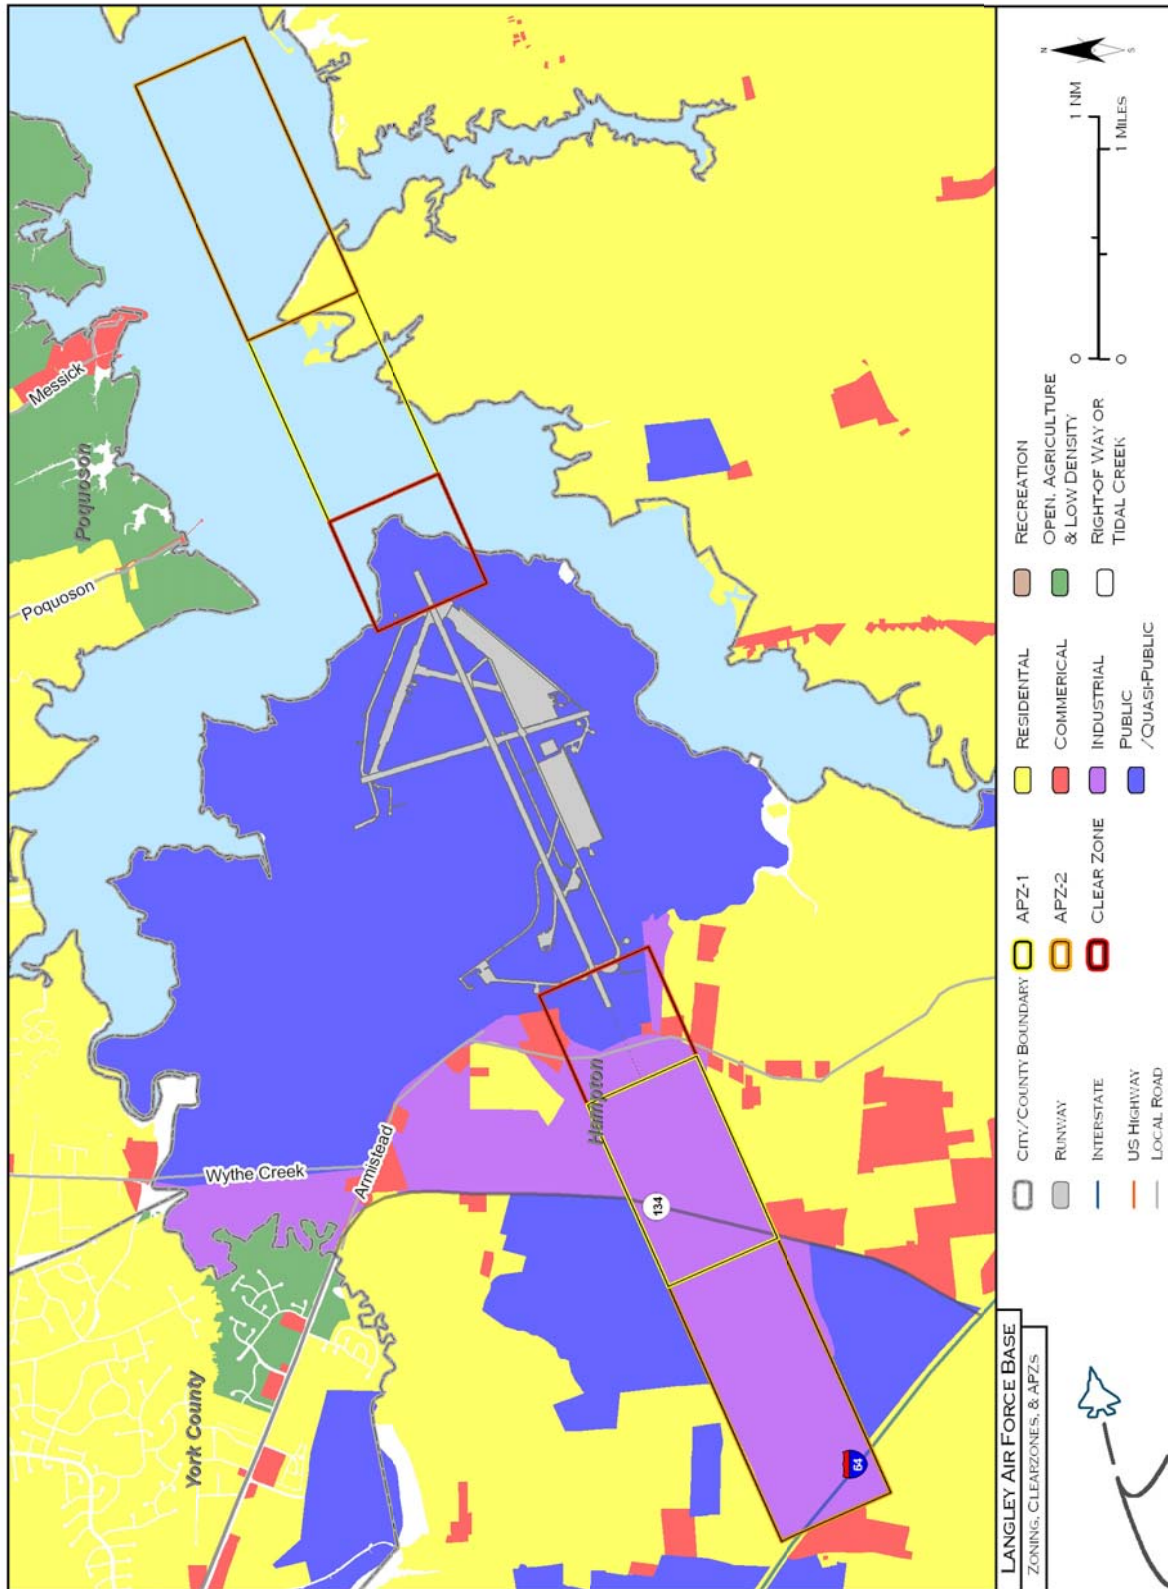 Messick
Poquoson
Poquoson
Wythe Creek
Armistead
Hampton
134
York County
64
LANGLEY AIR FORCE BASE
ZONING, CLEARZONES, & APZS
CITY/COUNTY BOUNDARY
RUNWAY
INTERSTATE
US HIGHWAY
LOCAL ROAD
APZ-1
APZ-2
CLEAR ZONE
RESIDENTAL
COMMERICAL
INDUSTRIAL
PUBLIC
/QUASI-PUBLIC
RECREATION
OPEN, AGRICULTURE
& LOW DENSITY
RIGHT-OF WAY OR
TIDAL CREEK
0 1 NM
0 1 MILES
N
S